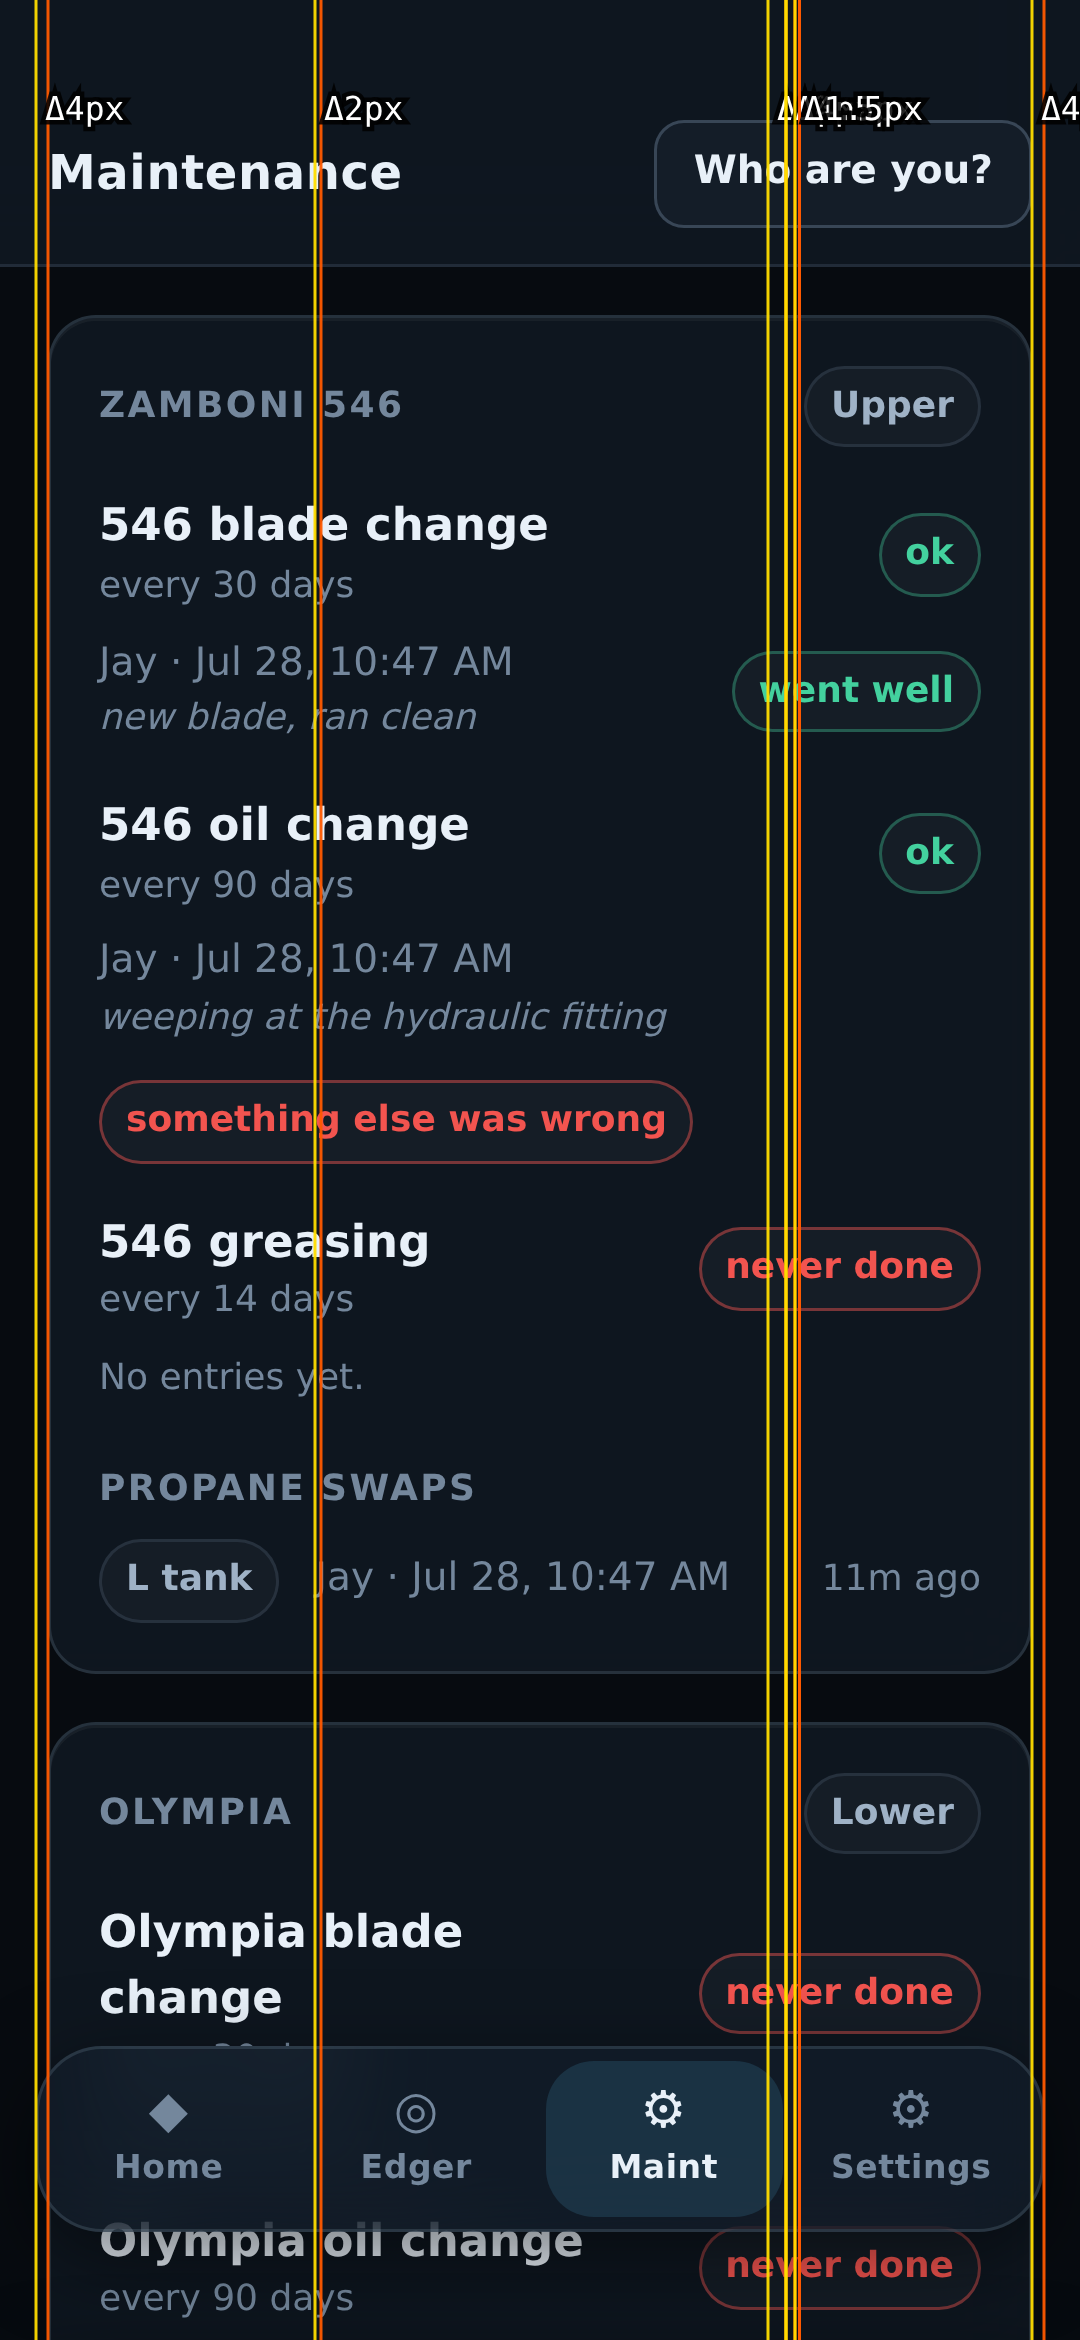 Δ4px
Δ2px
Δ1.5px
Δ4
Maintenance
Who are you?
ZAMBONI 546
Upper
546 blade change
ok
every 30 days
Jay · Jul 28, 10:47 AM
went well
new blade, ran clean
546 oil change
ok
every 90 days
Jay · Jul 28, 10:47 AM
weeping at the hydraulic fitting
something else was wrong
546 greasing
never done
every 14 days
No entries yet.
PROPANE SWAPS
L tank
Jay · Jul 28, 10:47 AM
11m ago
OLYMPIA
Lower
Olympia blade
change
never done
Home
Edger
Maint
Settings
Olympia oil change
never done
every 90 days